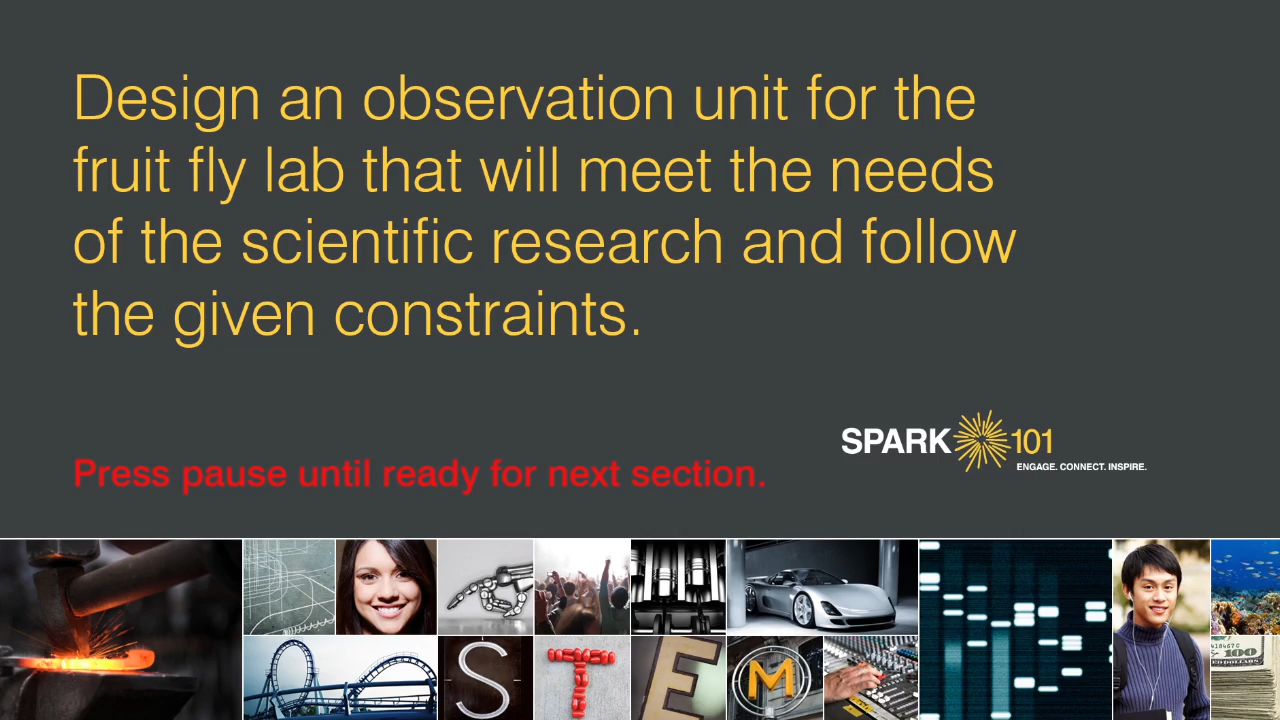 Design an observation unit for the
fruit fly lab that will meet the needs
of the scientific research and follow
the given constraints.
SPARK 101
ENGAGE. CONNECT. INSPIRE.
Press pause until ready for next section.
S T E M
100